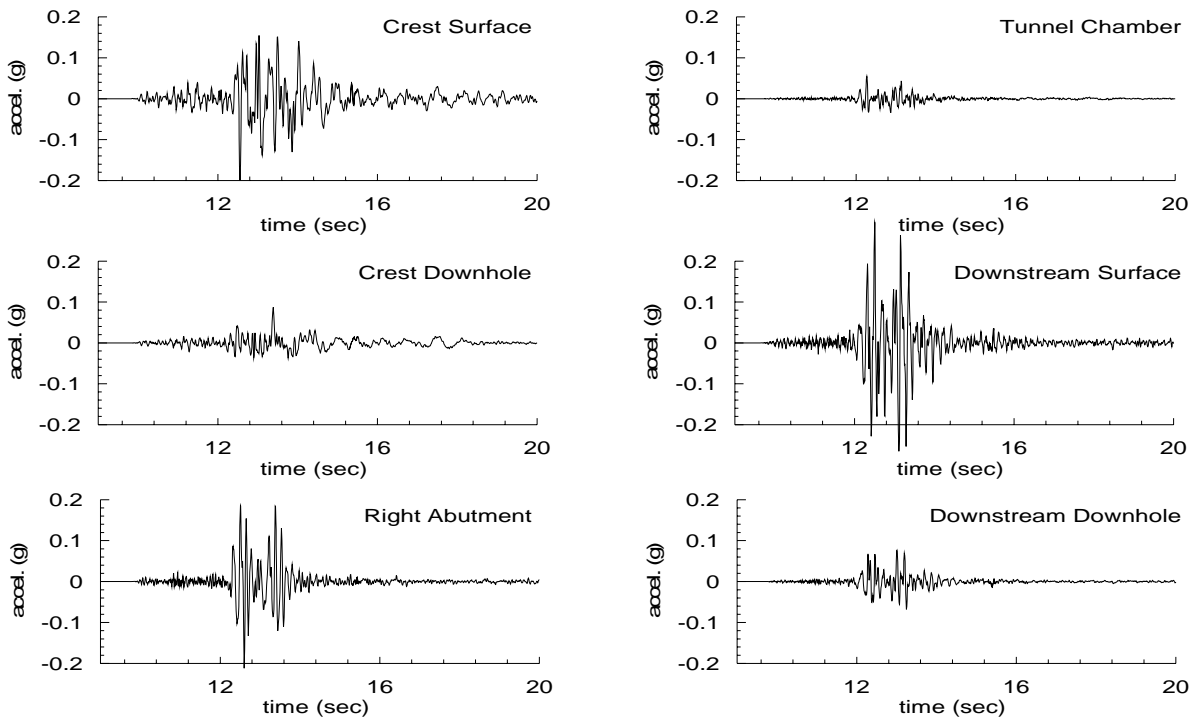 0.2
Crest Surface
0.1
0
-0.1
-0.2
accel. (g)
12 16 20
time (sec)
0.2
Tunnel Chamber
0.1
0
-0.1
-0.2
accel. (g)
12 16 20
time (sec)
0.2
Crest Downhole
0.1
0
-0.1
-0.2
accel. (g)
12 16 20
time (sec)
0.2
Downstream Surface
0.1
0
-0.1
-0.2
accel. (g)
12 16 20
time (sec)
0.2
Right Abutment
0.1
0
-0.1
-0.2
accel. (g)
12 16 20
time (sec)
0.2
Downstream Downhole
0.1
0
-0.1
-0.2
accel. (g)
12 16 20
time (sec)